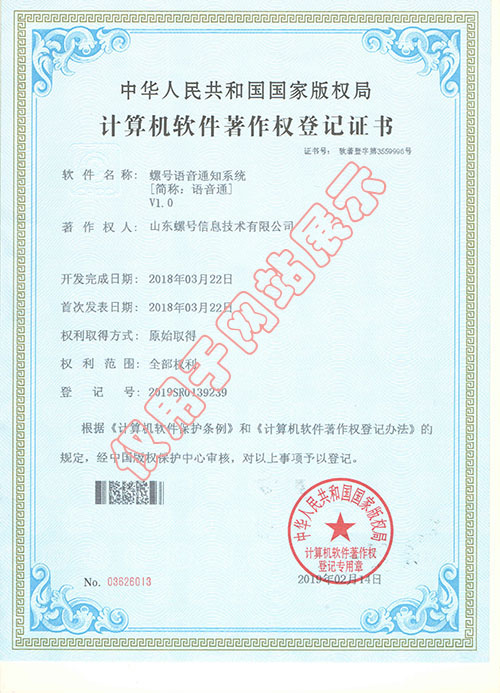 中华人民共和国国家版权局
计算机软件著作权登记证书
证书号： 软著登字第3559996号
软件名称： 螺号语音通知系统
[简称：语音通]
V1.0
著作权人： 山东螺号信息技术有限公司
开发完成日期： 2018年03月22日
首次发表日期： 2018年03月22日
权利取得方式： 原始取得
权利范围： 全部权利
登记号： 2019SR0139239
根据《计算机软件保护条例》和《计算机软件著作权登记办法》的
规定，经中国版权保护中心审核，对以上事项予以登记。
仅用于网站展示
中华人民共和国国家版权局
计算机软件著作权
登记专用章
2019年02月14日
No. 03626013